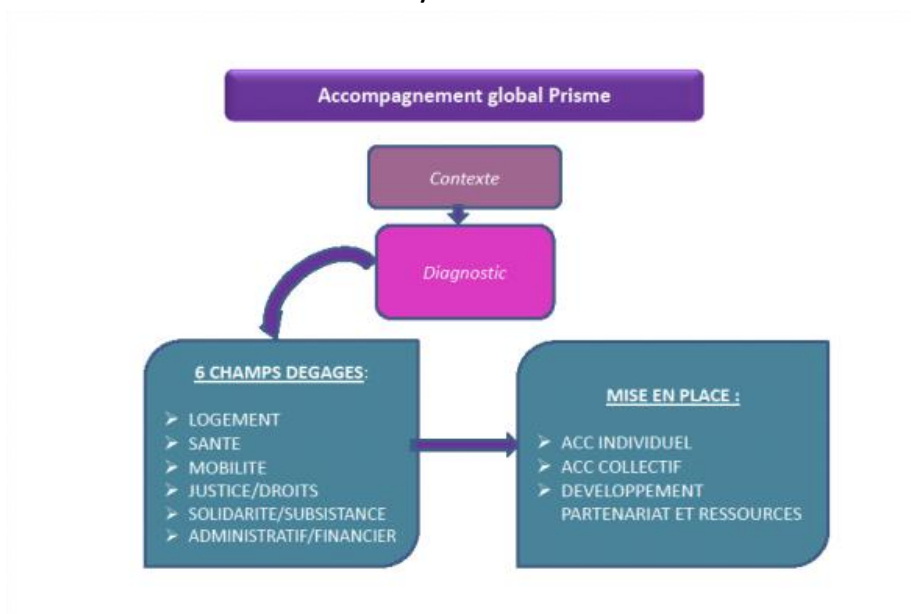 Accompagnement global Prisme
Contexte
Diagnostic
6 CHAMPS DEGAGES:
➢ LOGEMENT
➢ SANTE
➢ MOBILITE
➢ JUSTICE/DROITS
➢ SOLIDARITE/SUBSISTANCE
➢ ADMINISTRATIF/FINANCIER
MISE EN PLACE :
➢ ACC INDIVIDUEL
➢ ACC COLLECTIF
➢ DEVELOPPEMENT
PARTENARIAT ET RESSOURCES